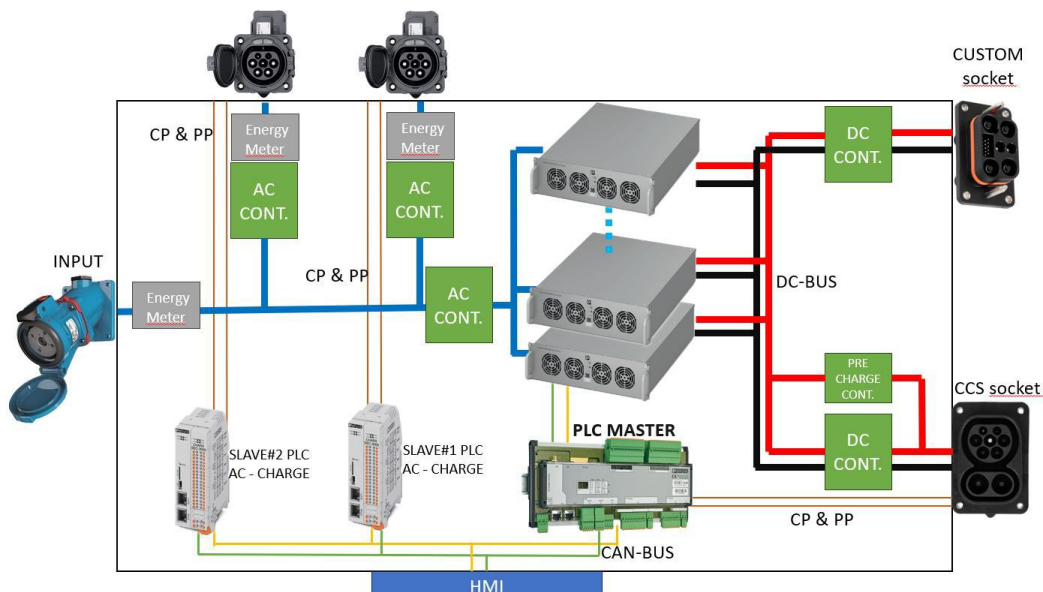 CUSTOM
socket
CP & PP
Energy
Meter
Energy
Meter
AC
CONT.
AC
CONT.
DC
CONT.
INPUT
Energy
Meter
CP & PP
AC
CONT.
DC-BUS
PRE
CHARGE
CONT.
CCS socket
DC
CONT.
SLAVE#2 PLC
AC - CHARGE
SLAVE#1 PLC
AC - CHARGE
PLC MASTER
CP & PP
CAN-BUS
HMI